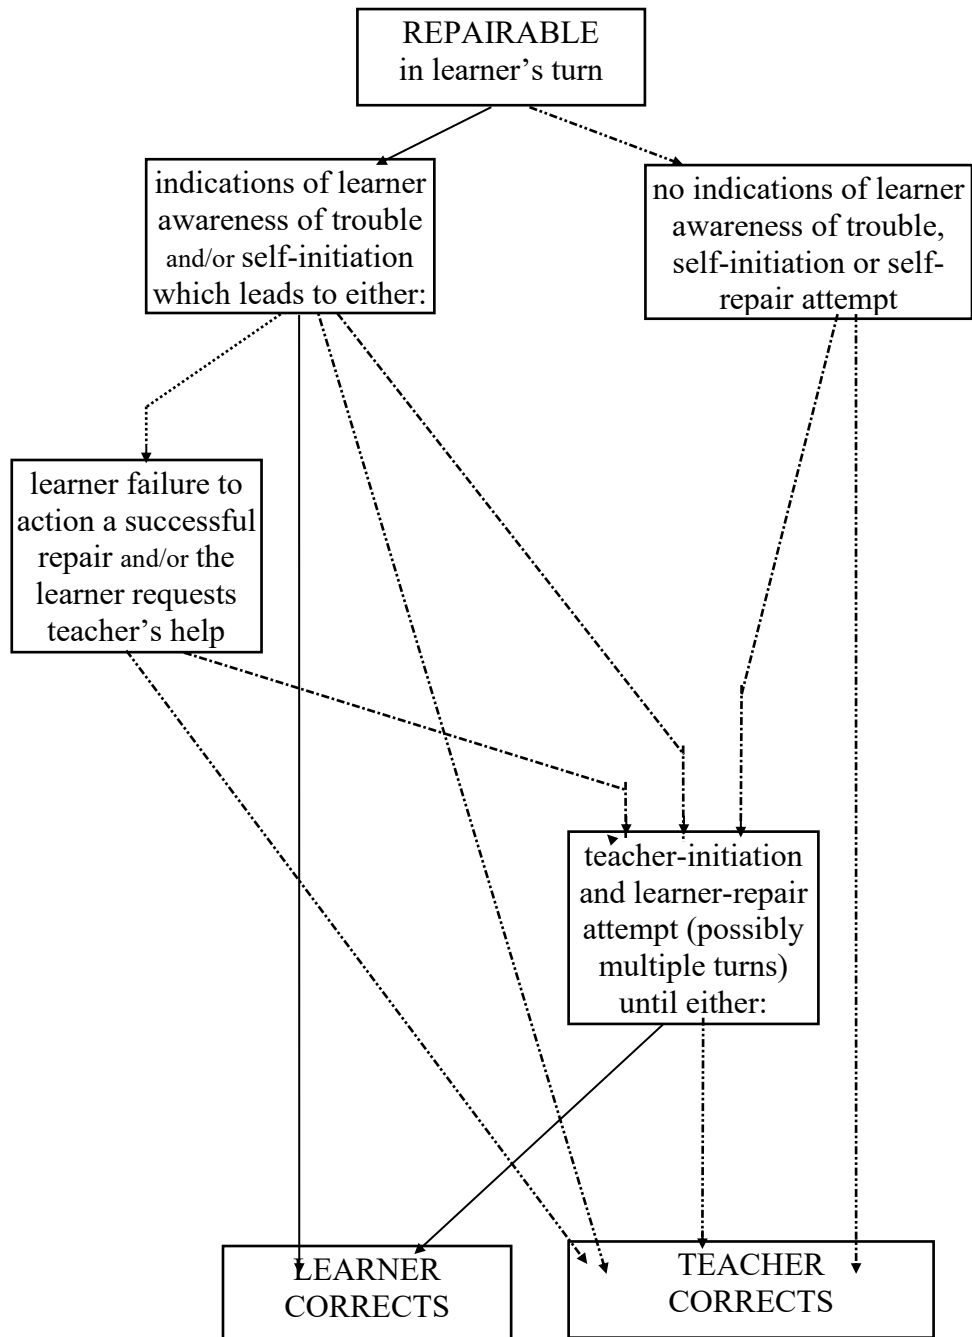 REPAIRABLE
in learner’s turn
indications of learner
awareness of trouble
and/or self-initiation
which leads to either:
no indications of learner
awareness of trouble,
self-initiation or self-
repair attempt
learner failure to
action a successful
repair and/or the
learner requests
teacher’s help
teacher-initiation
and learner-repair
attempt (possibly
multiple turns)
until either:
LEARNER
CORRECTS
TEACHER
CORRECTS